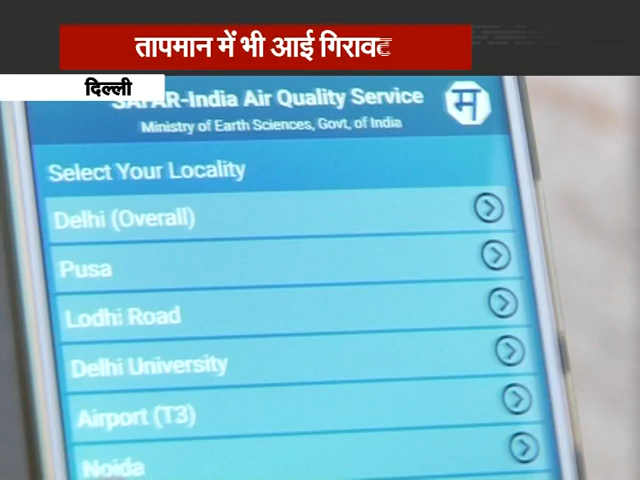 तापमान में भी आई गिरावट
दिल्ली
SAFAR-India Air Quality Service
म
Ministry of Earth Sciences, Govt, of India
Select Your Locality
Delhi (Overall)
Pusa
Lodhi Road
Delhi University
Airport (T3)
Noida